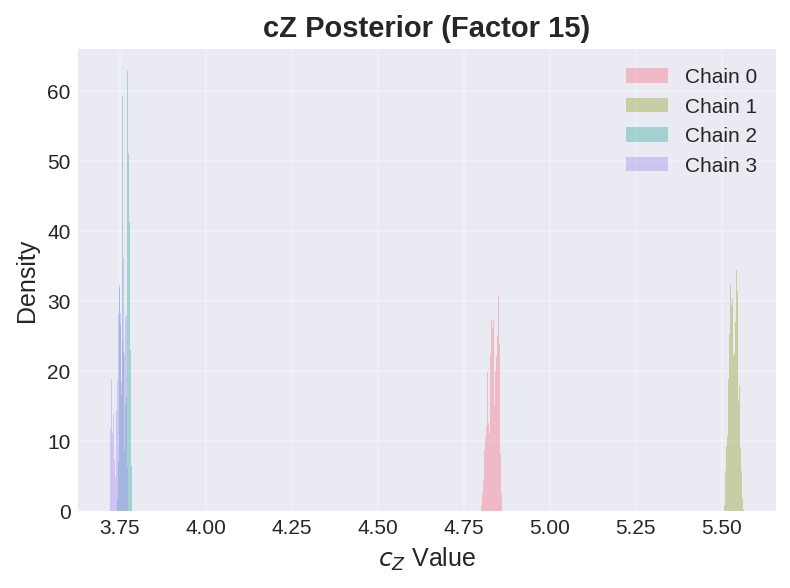 cZ Posterior (Factor 15)
Chain 0
Chain 1
Chain 2
Chain 3
60
50
40
30
20
10
0
Density
3.75 4.00 4.25 4.50 4.75 5.00 5.25 5.50
c_Z Value